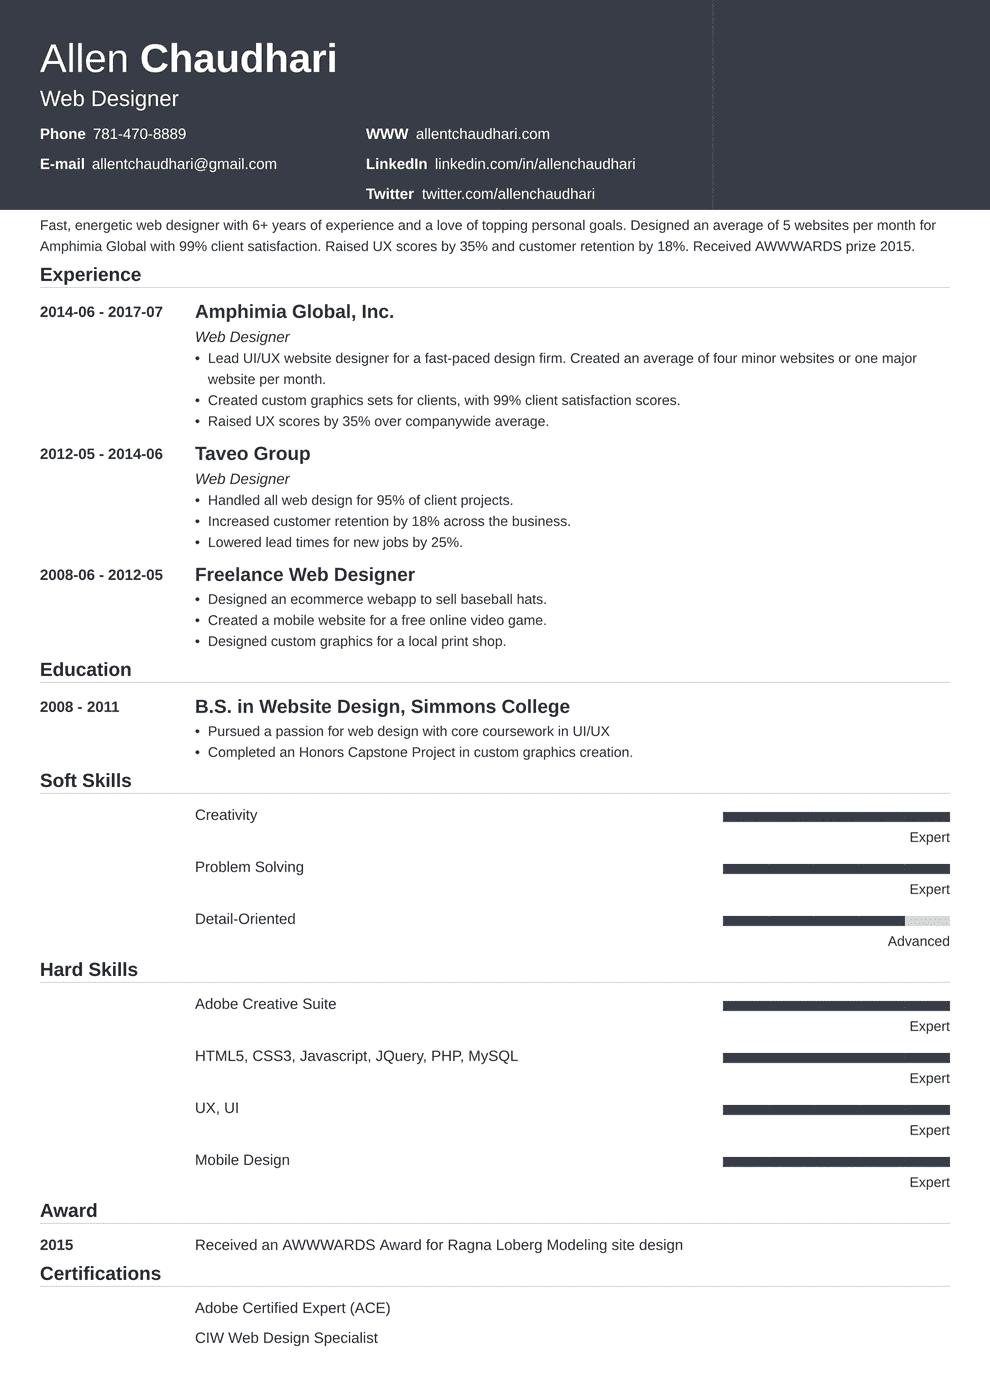 Allen Chaudhari
Web Designer
Phone 781-470-8889
WWW allentchaudhari.com
E-mail allentchaudhari@gmail.com
LinkedIn linkedin.com/in/allenchaudhari
Twitter twitter.com/allenchaudhari
Fast, energetic web designer with 6+ years of experience and a love of topping personal goals. Designed an average of 5 websites per month for
Amphimia Global with 99% client satisfaction. Raised UX scores by 35% and customer retention by 18%. Received AWWWARDS prize 2015.
Experience
2014-06 - 2017-07
Amphimia Global, Inc.
Web Designer
• Lead UI/UX website designer for a fast-paced design firm. Created an average of four minor websites or one major
website per month.
• Created custom graphics sets for clients, with 99% client satisfaction scores.
• Raised UX scores by 35% over companywide average.
2012-05 - 2014-06
Taveo Group
Web Designer
• Handled all web design for 95% of client projects.
• Increased customer retention by 18% across the business.
• Lowered lead times for new jobs by 25%.
2008-06 - 2012-05
Freelance Web Designer
• Designed an ecommerce webapp to sell baseball hats.
• Created a mobile website for a free online video game.
• Designed custom graphics for a local print shop.
Education
2008 - 2011
B.S. in Website Design, Simmons College
• Pursued a passion for web design with core coursework in UI/UX
• Completed an Honors Capstone Project in custom graphics creation.
Soft Skills
Creativity
Expert
Problem Solving
Expert
Detail-Oriented
Advanced
Hard Skills
Adobe Creative Suite
Expert
HTML5, CSS3, Javascript, JQuery, PHP, MySQL
Expert
UX, UI
Expert
Mobile Design
Expert
Award
2015
Received an AWWWARDS Award for Ragna Loberg Modeling site design
Certifications
Adobe Certified Expert (ACE)
CIW Web Design Specialist